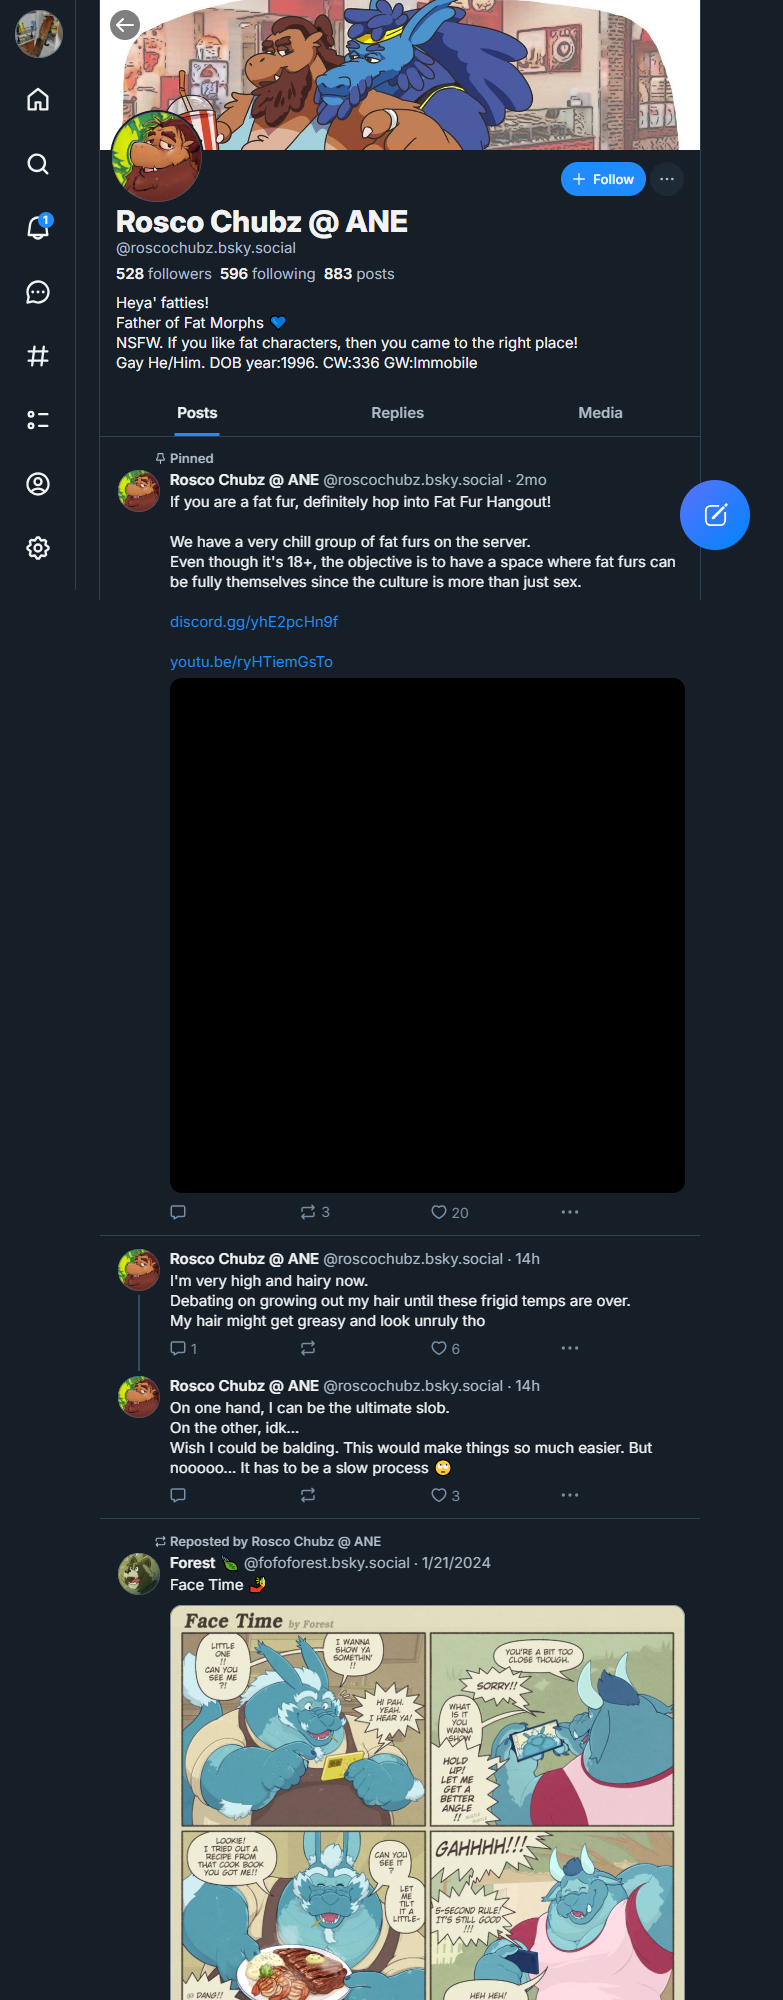 1
Follow
Rosco Chubz @ ANE
@roscochubz.bsky.social
528 followers 596 following 883 posts
Heya' fatties!
Father of Fat Morphs 💙
NSFW. If you like fat characters, then you came to the right place!
Gay He/Him. DOB year:1996. CW:336 GW:Immobile
Posts
Replies
Media
Pinned
Rosco Chubz @ ANE @roscochubz.bsky.social · 2mo
If you are a fat fur, definitely hop into Fat Fur Hangout!
We have a very chill group of fat furs on the server.
Even though it's 18+, the objective is to have a space where fat furs can
be fully themselves since the culture is more than just sex.
discord.gg/yhE2pcHn9f
youtu.be/ryHTiemGsTo
3
20
Rosco Chubz @ ANE @roscochubz.bsky.social · 14h
I'm very high and hairy now.
Debating on growing out my hair until these frigid temps are over.
My hair might get greasy and look unruly tho
1
6
Rosco Chubz @ ANE @roscochubz.bsky.social · 14h
On one hand, I can be the ultimate slob.
On the other, idk...
Wish I could be balding. This would make things so much easier. But
nooooo... It has to be a slow process 🙄
3
Reposted by Rosco Chubz @ ANE
Forest 🍃 @fofoforest.bsky.social · 1/21/2024
Face Time 🤳
Face Time by Forest
LITTLE
ONE
!!
CAN YOU
SEE ME
?!
I WANNA
SHOW YA
SOMETHIN'
!!
HI PAH.
YEAH.
I HEAR YA!
YOU'RE A BIT TOO
CLOSE THOUGH.
SORRY!!
WHAT
IS IT
YOU
WANNA
SHOW
HOLD
UP!
LET ME
GET A
BETTER
ANGLE
!!
LOOKIE!
I TRIED OUT A
RECIPE FROM
THAT COOK BOOK
YOU GOT ME!!
CAN YOU
SEE IT
?
LET
ME
TILT
IT A
LITTLE-
DANG!!
GAHHHH!!!
5-SECOND RULE!
IT'S STILL GOOD
!!!
HEH HEH!